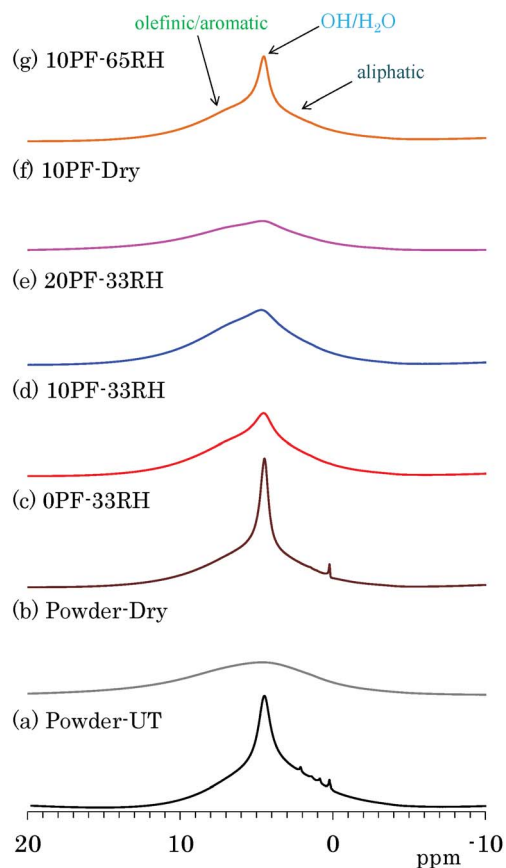 olefinic/aromatic
OH/H₂O
(g) 10PF-65RH
aliphatic
(f) 10PF-Dry
(e) 20PF-33RH
(d) 10PF-33RH
(c) 0PF-33RH
(b) Powder-Dry
(a) Powder-UT
20 10 0 -10
ppm